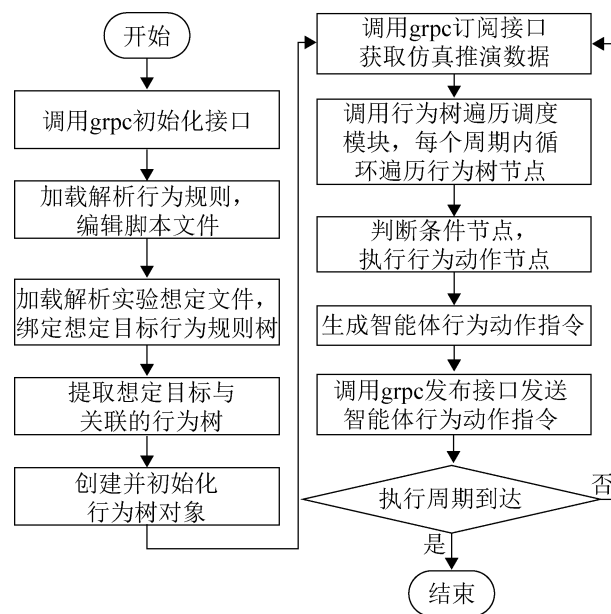 开始
调用grpc初始化接口
加载解析行为规则，
编辑脚本文件
加载解析实验想定文件，
绑定想定目标行为规则树
提取想定目标与
关联的行为树
创建并初始化
行为树对象
调用grpc订阅接口
获取仿真推演数据
调用行为树遍历调度
模块，每个周期内循
环遍历行为树节点
判断条件节点，
执行行为动作节点
生成智能体行为动作指令
调用grpc发布接口发送
智能体行为动作指令
执行周期到达
否
是
结束